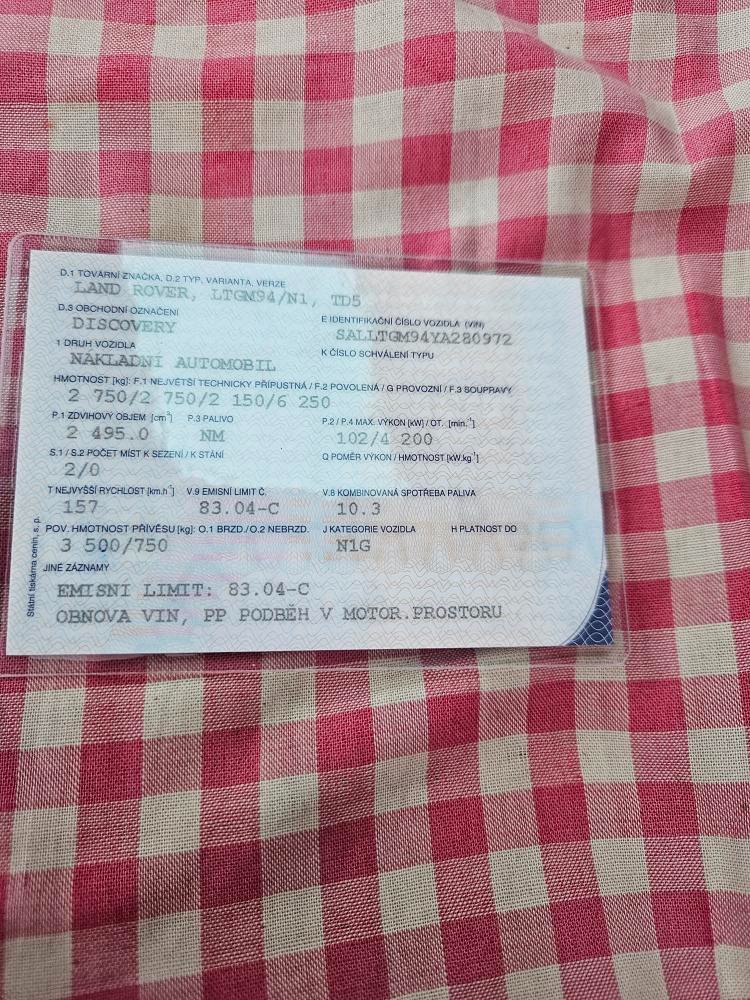 D.1 TOVÁRNÍ ZNAČKA, D.2 TYP, VARIANTA, VERZE
LAND ROVER, LTGM94/N1, TD5
D.3 OBCHODNÍ OZNAČENÍ
DISCOVERY
E IDENTIFIKAČNÍ ČÍSLO VOZIDLA (VIN)
SALLTGM94YA280972
1 DRUH VOZIDLA
NÁKLADNÍ AUTOMOBIL
K ČÍSLO SCHVÁLENÍ TYPU
HMOTNOST [kg]: F.1 NEJVĚTŠÍ TECHNICKY PŘÍPUSTNÁ / F.2 POVOLENÁ / G PROVOZNÍ / F.3 SOUPRAVY
2 750/2 750/2 150/6 250
P.1 ZDVIHOVÝ OBJEM [cm³] P.3 PALIVO P.2 / P.4 MAX. VÝKON [kW] / OT. [min.⁻¹]
2 495.0 NM 102/4 200
S.1 / S.2 POČET MÍST K SEZENÍ / K STÁNÍ Q POMĚR VÝKON / HMOTNOST [kW.kg⁻¹]
2/0
T NEJVYŠŠÍ RYCHLOST [km.h⁻¹] V.9 EMISNÍ LIMIT Č. V.8 KOMBINOVANÁ SPOTŘEBA PALIVA
157 83.04-C 10.3
POV. HMOTNOST PŘÍVĚSU [kg]: O.1 BRZD./O.2 NEBRZD. J KATEGORIE VOZIDLA H PLATNOST DO
3 500/750 N1G
JINÉ ZÁZNAMY
EMISNÍ LIMIT: 83.04-C
OBNOVA VIN, PP PODBĚH V MOTOR.PROSTORU
Státní tiskárna cenin, s. p.